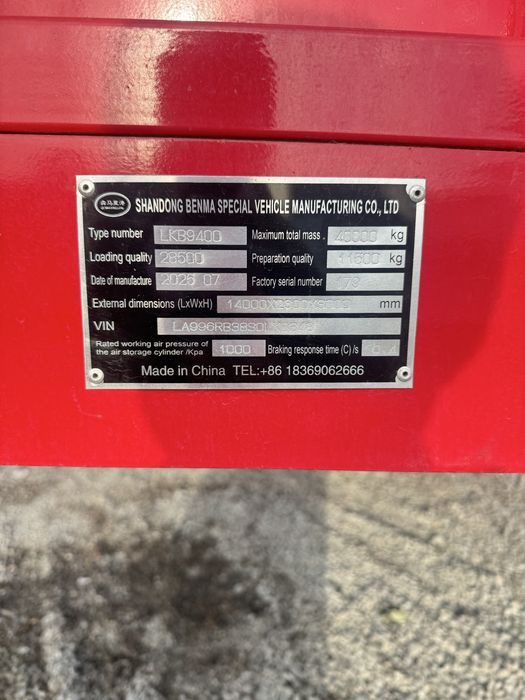 SHANDONG BENMA SPECIAL VEHICLE MANUFACTURING CO., LTD
Type number LKB9400 Maximum total mass 40000 kg
Loading quality 28500 Preparation quality 11500 kg
Date of manufacture Factory serial number
External dimensions (LxWxH) mm
VIN
Rated working air pressure of the air storage cylinder /Kpa 1000 Braking response time (C) /s
Made in China TEL:+86 18369062666